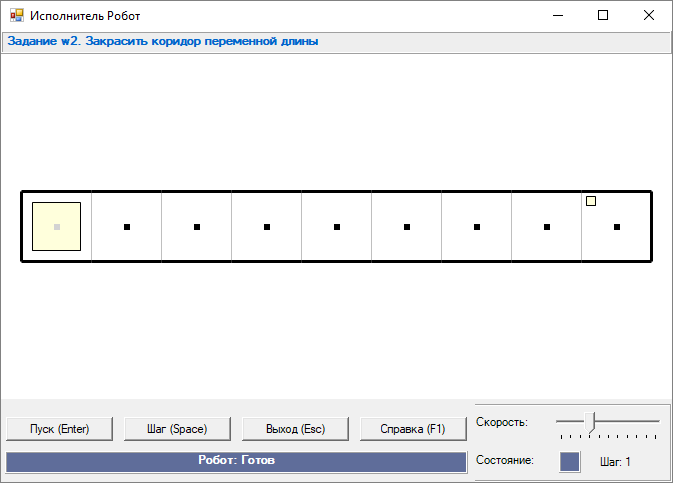 Исполнитель Робот
Задание w2. Закрасить коридор переменной длины
Пуск (Enter)
Шаг (Space)
Выход (Esc)
Справка (F1)
Скорость:
Робот: Готов
Состояние:
Шаг: 1